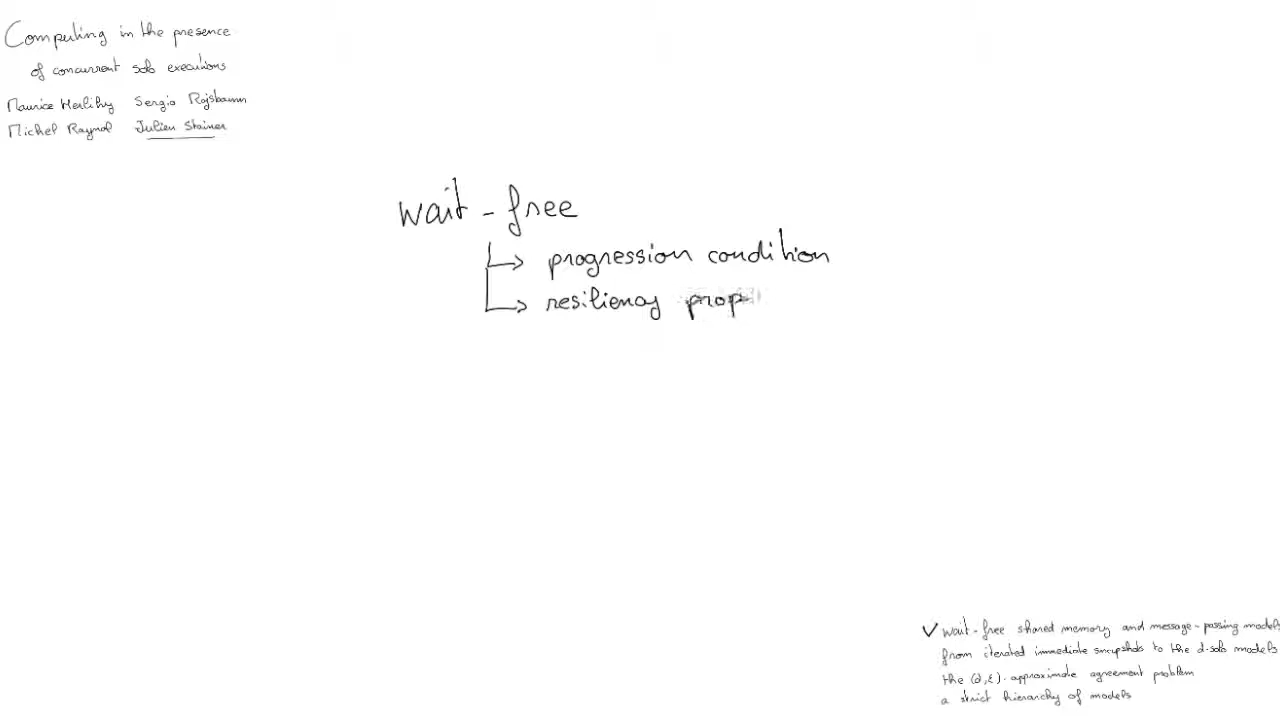 Computing in the presence
of concurrent solo executions
Maurice Herlihy Sergio Rajsbaum
Michel Raynal Julien Stainer
wait-free
progression condition
resiliency prop
✓ wait-free shared memory and message-passing models
from iterated immediate snapshots to the d-solo models
the (d,ε)-approximate agreement problem
a strict hierarchy of models